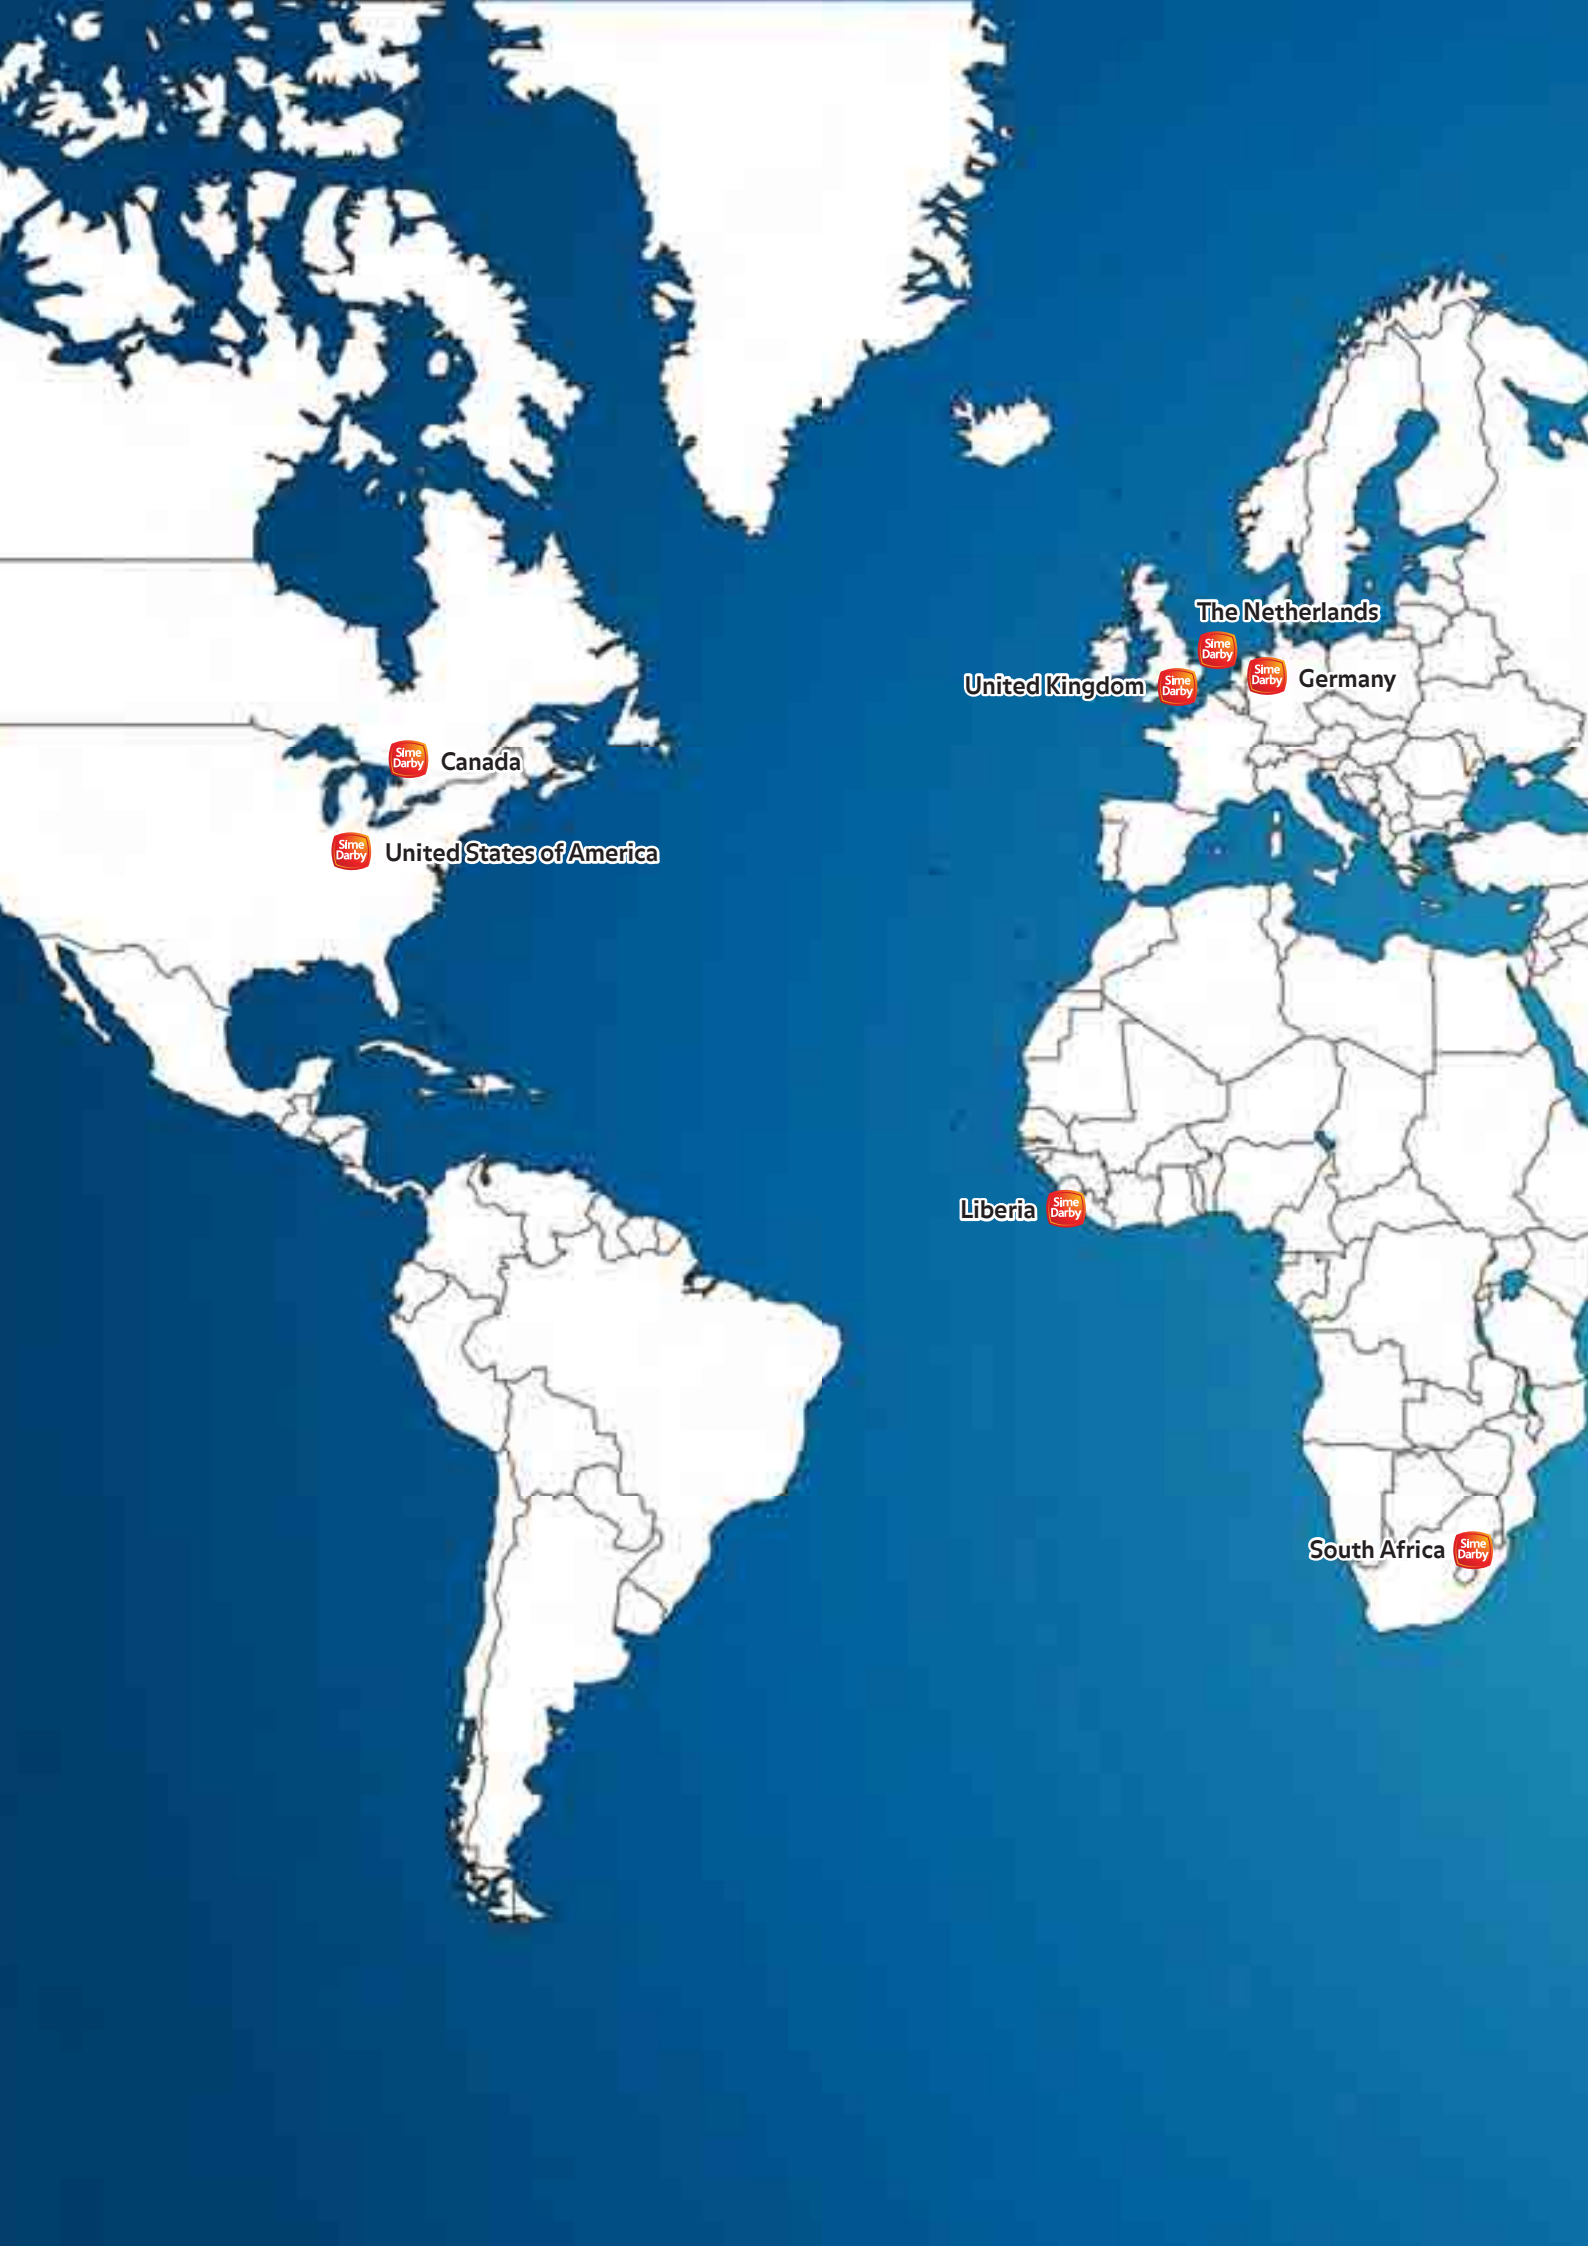 The Netherlands
Sime
Darby
United Kingdom
Sime
Darby
Sime
Darby
Germany
Sime
Darby
Canada
Sime
Darby
United States of America
Liberia
Sime
Darby
South Africa
Sime
Darby